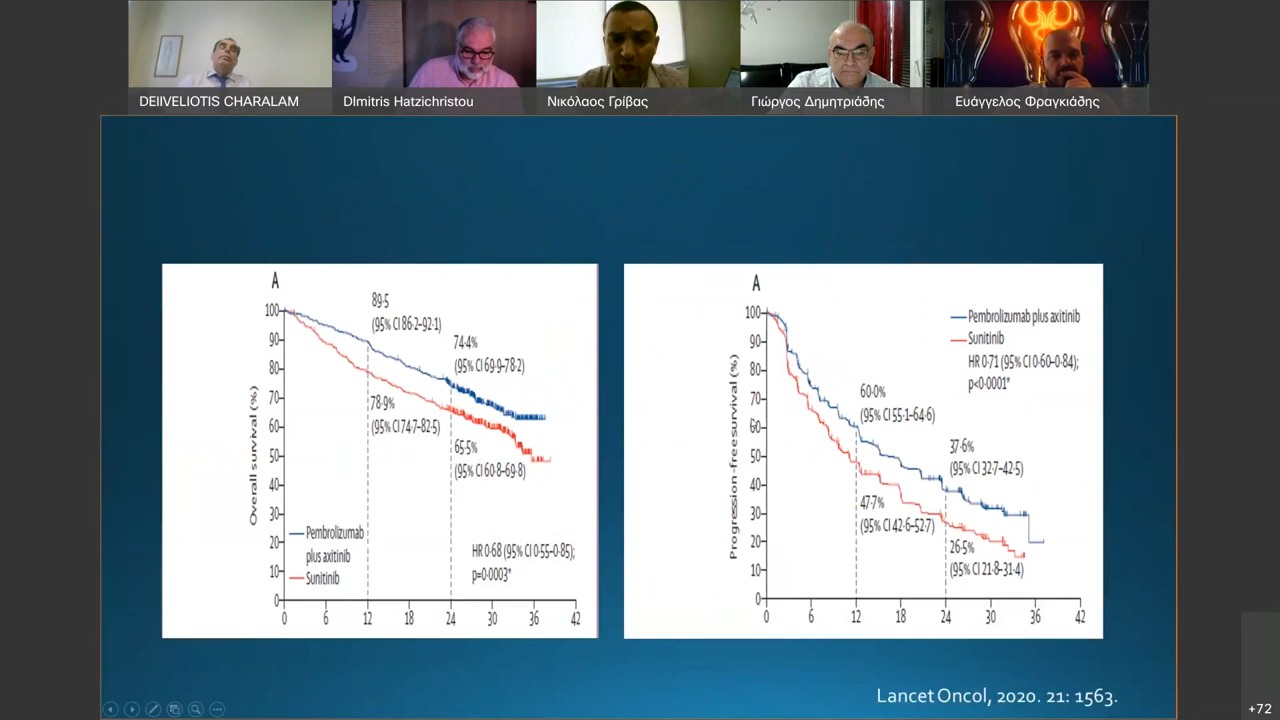 DEIIVELIOTIS CHARALAM
DImitris Hatzichristou
Νικόλαος Γρίβας
Γιώργος Δημητριάδης
Ευάγγελος Φραγκιάδης
A
100
90
80
70
60
50
40
30
20
10
0
Overall survival (%)
89·5
(95% CI 86·2–92·1)
74·4%
(95% CI 69·9–78·2)
78·9%
(95% CI 74·7–82·5)
65·5%
(95% CI 60·8–69·8)
Pembrolizumab
plus axitinib
Sunitinib
HR 0·68 (95% CI 0·55–0·85);
p=0·0003*
0 6 12 18 24 30 36 42
A
100
90
80
70
60
50
40
30
20
10
0
Progression-free survival (%)
Pembrolizumab plus axitinib
Sunitinib
HR 0·71 (95% CI 0·60–0·84);
p<0·0001*
60·0%
(95% CI 55·1–64·6)
37·6%
(95% CI 32·7–42·5)
47·7%
(95% CI 42·6–52·7)
26·5%
(95% CI 21·8–31·4)
0 6 12 18 24 30 36 42
Lancet Oncol, 2020. 21: 1563.
+72